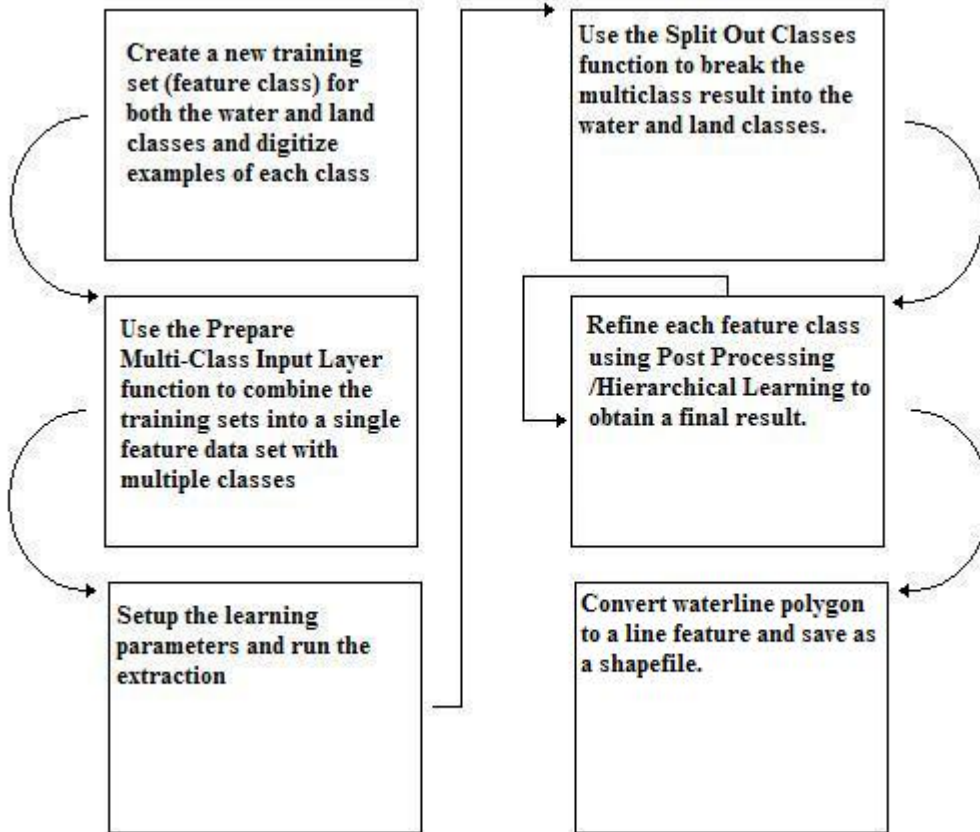 Create a new training
set (feature class) for
both the water and land
classes and digitize
examples of each class
Use the Prepare
Multi-Class Input Layer
function to combine the
training sets into a single
feature data set with
multiple classes
Setup the learning
parameters and run the
extraction
Use the Split Out Classes
function to break the
multiclass result into the
water and land classes.
Refine each feature class
using Post Processing
/Hierarchical Learning to
obtain a final result.
Convert waterline polygon
to a line feature and save as
a shapefile.